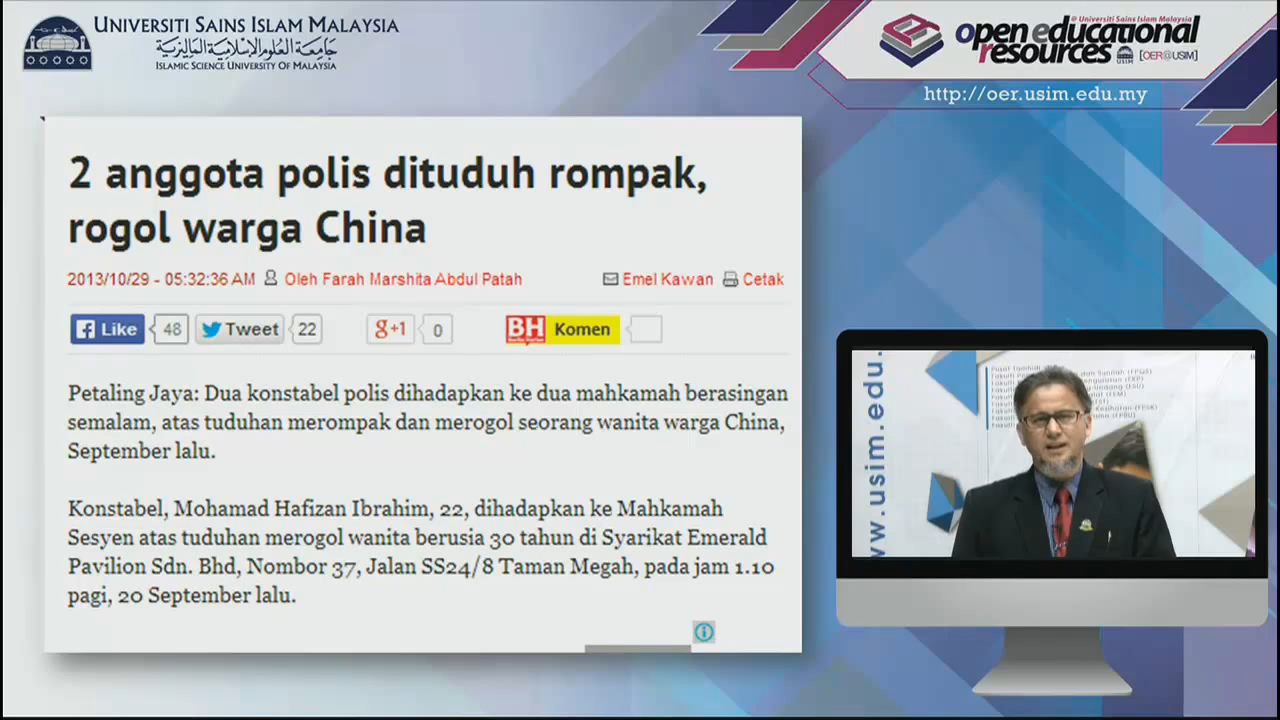 UNIVERSITI SAINS ISLAM MALAYSIA
جامعة العلوم الإسلامية الماليزية
ISLAMIC SCIENCE UNIVERSITY OF MALAYSIA
@ Universiti Sains Islam Malaysia
open educational
resources
USIM
[OER@USIM]
http://oer.usim.edu.my
2 anggota polis dituduh rompak,
rogol warga China
2013/10/29 - 05:32:36 AM Oleh Farah Marshita Abdul Patah Emel Kawan Cetak
Like 48 Tweet 22 g+1 0 BH Komen
Petaling Jaya: Dua konstabel polis dihadapkan ke dua mahkamah berasingan
semalam, atas tuduhan merompak dan merogol seorang wanita warga China,
September lalu.
Konstabel, Mohamad Hafizan Ibrahim, 22, dihadapkan ke Mahkamah
Sesyen atas tuduhan merogol wanita berusia 30 tahun di Syarikat Emerald
Pavilion Sdn. Bhd, Nombor 37, Jalan SS24/8 Taman Megah, pada jam 1.10
pagi, 20 September lalu.
www.usim.edu.